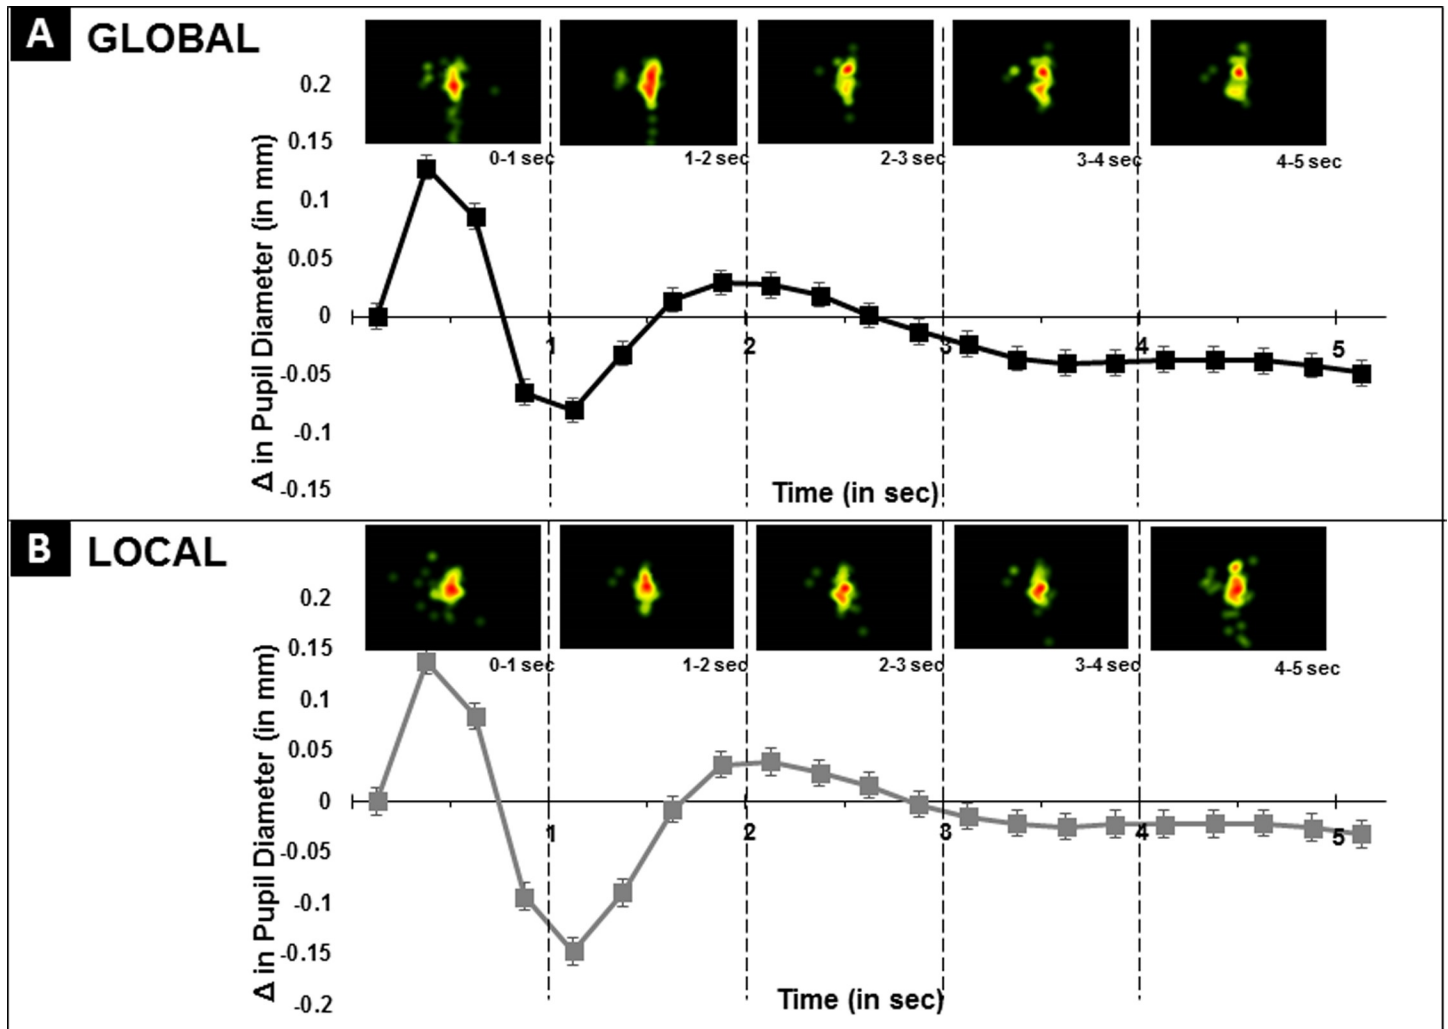 A GLOBAL
0-1 sec 1-2 sec 2-3 sec 3-4 sec 4-5 sec
Δ in Pupil Diameter (in mm)
0.2
0.15
0.1
0.05
0
-0.05
-0.1
-0.15
1 2 3 4 5
Time (in sec)
B LOCAL
0-1 sec 1-2 sec 2-3 sec 3-4 sec 4-5 sec
Δ in Pupil Diameter (in mm)
0.2
0.15
0.1
0.05
0
-0.05
-0.1
-0.15
-0.2
1 2 3 4 5
Time (in sec)